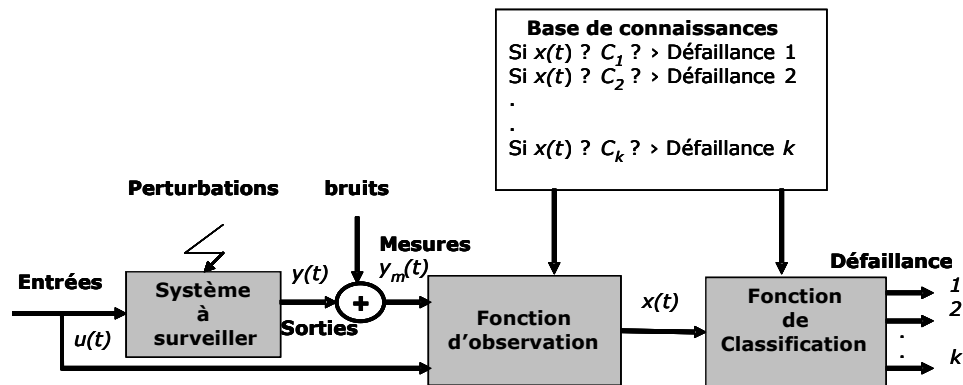 Base de connaissances
Si x(t) ? C1 ? › Défaillance 1
Si x(t) ? C2 ? › Défaillance 2
.
.
Si x(t) ? Ck ? › Défaillance k
Perturbations
bruits
Mesures
ym(t)
y(t)
Entrées
u(t)
Système
à
surveiller
+
Sorties
Fonction
d'observation
x(t)
Fonction
de
Classification
Défaillance
1
2
.
.
k